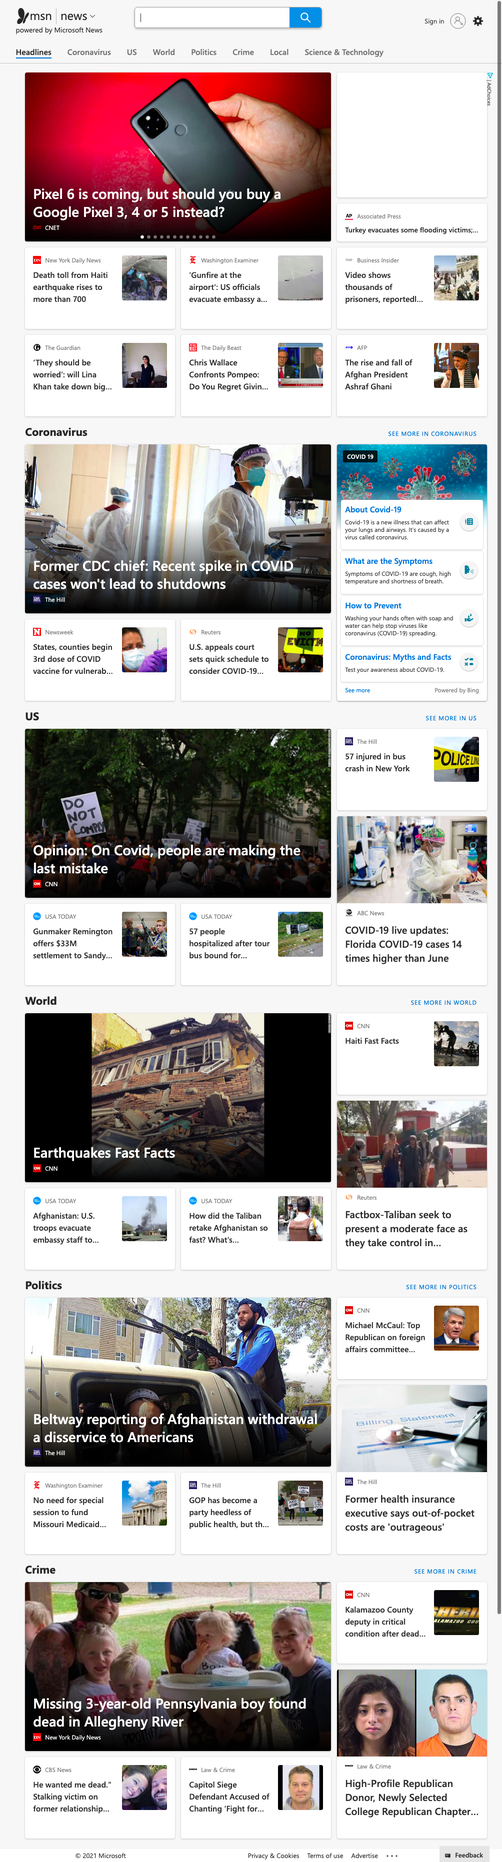 msn | news
powered by Microsoft News
Sign in
Headlines Coronavirus US World Politics Crime Local Science & Technology
Pixel 6 is coming, but should you buy a
Google Pixel 3, 4 or 5 instead?
CNET
AdChoices
AP Associated Press
Turkey evacuates some flooding victims;...
New York Daily News
Death toll from Haiti
earthquake rises to
more than 700
Washington Examiner
'Gunfire at the
airport': US officials
evacuate embassy a...
Business Insider
Video shows
thousands of
prisoners, reportedl...
The Guardian
'They should be
worried': will Lina
Khan take down big...
The Daily Beast
Chris Wallace
Confronts Pompeo:
Do You Regret Givin...
AFP
The rise and fall of
Afghan President
Ashraf Ghani
Coronavirus
SEE MORE IN CORONAVIRUS
Former CDC chief: Recent spike in COVID
cases won't lead to shutdowns
The Hill
COVID 19
About Covid-19
Covid-19 is a new illness that can affect
your lungs and airways. It's caused by a
virus called coronavirus.
What are the Symptoms
Symptoms of COVID-19 are cough, high
temperature and shortness of breath.
How to Prevent
Washing your hands often with soap and
water can help stop viruses like
coronavirus (COVID-19) spreading.
Coronavirus: Myths and Facts
Test your awareness about COVID-19.
See more
Powered by Bing
Newsweek
States, counties begin
3rd dose of COVID
vaccine for vulnerab...
Reuters
U.S. appeals court
sets quick schedule to
consider COVID-19...
EVICTI
US
SEE MORE IN US
DO
NOT
Opinion: On Covid, people are making the
last mistake
CNN
The Hill
57 injured in bus
crash in New York
POLICE LIN
ABC News
COVID-19 live updates:
Florida COVID-19 cases 14
times higher than June
USA TODAY
Gunmaker Remington
offers $33M
settlement to Sandy...
USA TODAY
57 people
hospitalized after tour
bus bound for...
World
SEE MORE IN WORLD
Earthquakes Fast Facts
CNN
CNN
Haiti Fast Facts
Reuters
Factbox-Taliban seek to
present a moderate face as
they take control in...
USA TODAY
Afghanistan: U.S.
troops evacuate
embassy staff to...
USA TODAY
How did the Taliban
retake Afghanistan so
fast? What's...
Politics
SEE MORE IN POLITICS
Beltway reporting of Afghanistan withdrawal
a disservice to Americans
The Hill
CNN
Michael McCaul: Top
Republican on foreign
affairs committee...
Billing Statement
The Hill
Former health insurance
executive says out-of-pocket
costs are 'outrageous'
Washington Examiner
No need for special
session to fund
Missouri Medicaid...
The Hill
GOP has become a
party heedless of
public health, but th...
Crime
SEE MORE IN CRIME
Missing 3-year-old Pennsylvania boy found
dead in Allegheny River
New York Daily News
CNN
Kalamazoo County
deputy in critical
condition after dead...
Law & Crime
High-Profile Republican
Donor, Newly Selected
College Republican Chapter...
CBS News
He wanted me dead."
Stalking victim on
former relationship...
Law & Crime
Capitol Siege
Defendant Accused of
Chanting 'Fight for...
© 2021 Microsoft
Privacy & Cookies Terms of use Advertise ...
Feedback